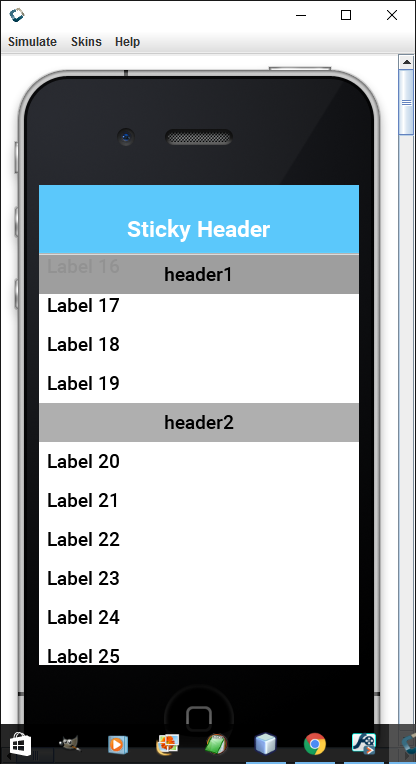 Simulate Skins Help
Sticky Header
Label 16
header1
Label 17
Label 18
Label 19
header2
Label 20
Label 21
Label 22
Label 23
Label 24
Label 25